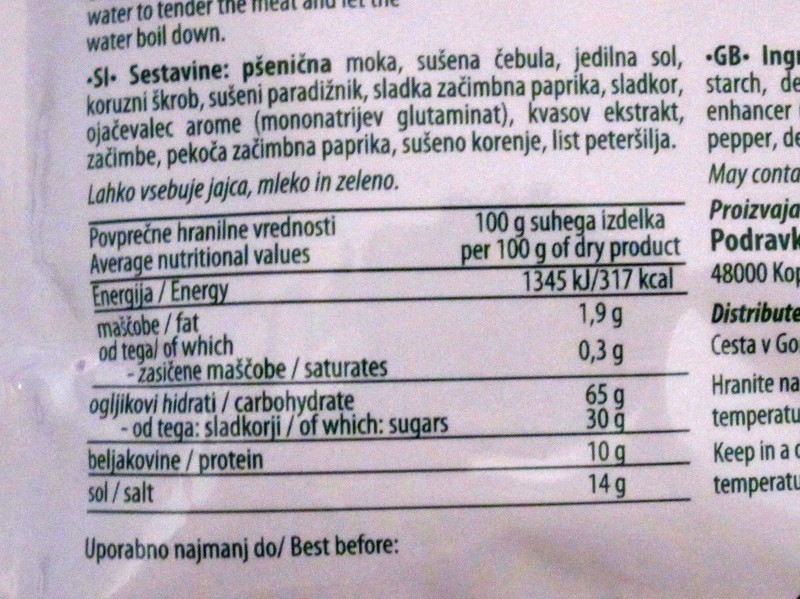 water to tender the meat and let the
water boil down.
•SI• Sestavine: pšenična moka, sušena čebula, jedilna sol,
koruzni škrob, sušeni paradižnik, sladka začimbna paprika, sladkor,
ojačevalec arome (mononatrijev glutaminat), kvasov ekstrakt,
začimbe, pekoča začimbna paprika, sušeno korenje, list peteršilja.
Lahko vsebuje jajca, mleko in zeleno.
Povprečne hranilne vrednosti 100 g suhega izdelka
Average nutritional values per 100 g of dry product
Energija / Energy 1345 kJ/317 kcal
maščobe / fat 1,9 g
od tega/ of which
- zasičene maščobe / saturates 0,3 g
ogljikovi hidrati / carbohydrate 65 g
- od tega: sladkorji / of which: sugars 30 g
beljakovine / protein 10 g
sol / salt 14 g
Uporabno najmanj do/ Best before:
•GB• Ingr
starch, de
enhancer
pepper, de
May conta
Proizvaja
Podravk
48000 Kop
Distribute
Cesta v Go
Hranite na
temperatu
Keep in a c
temperatu